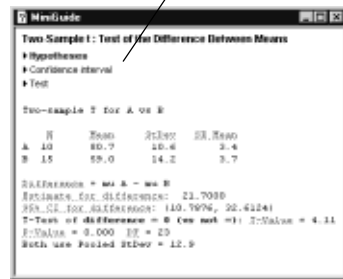 MiniGuide
Two-Sample t : Test of the Difference Between Means
Hypotheses
Confidence interval
Test
Two-sample T for A vs B
N Mean StDev SE Mean
A 10 80.7 10.6 3.4
B 15 59.0 14.2 3.7
Difference = mu A - mu B
Estimate for difference: 21.7000
95% CI for difference: (10.7876, 32.6124)
T-Test of difference = 0 (vs not =): T-Value = 4.11
P-Value = 0.000 DF = 23
Both use Pooled StDev = 12.9